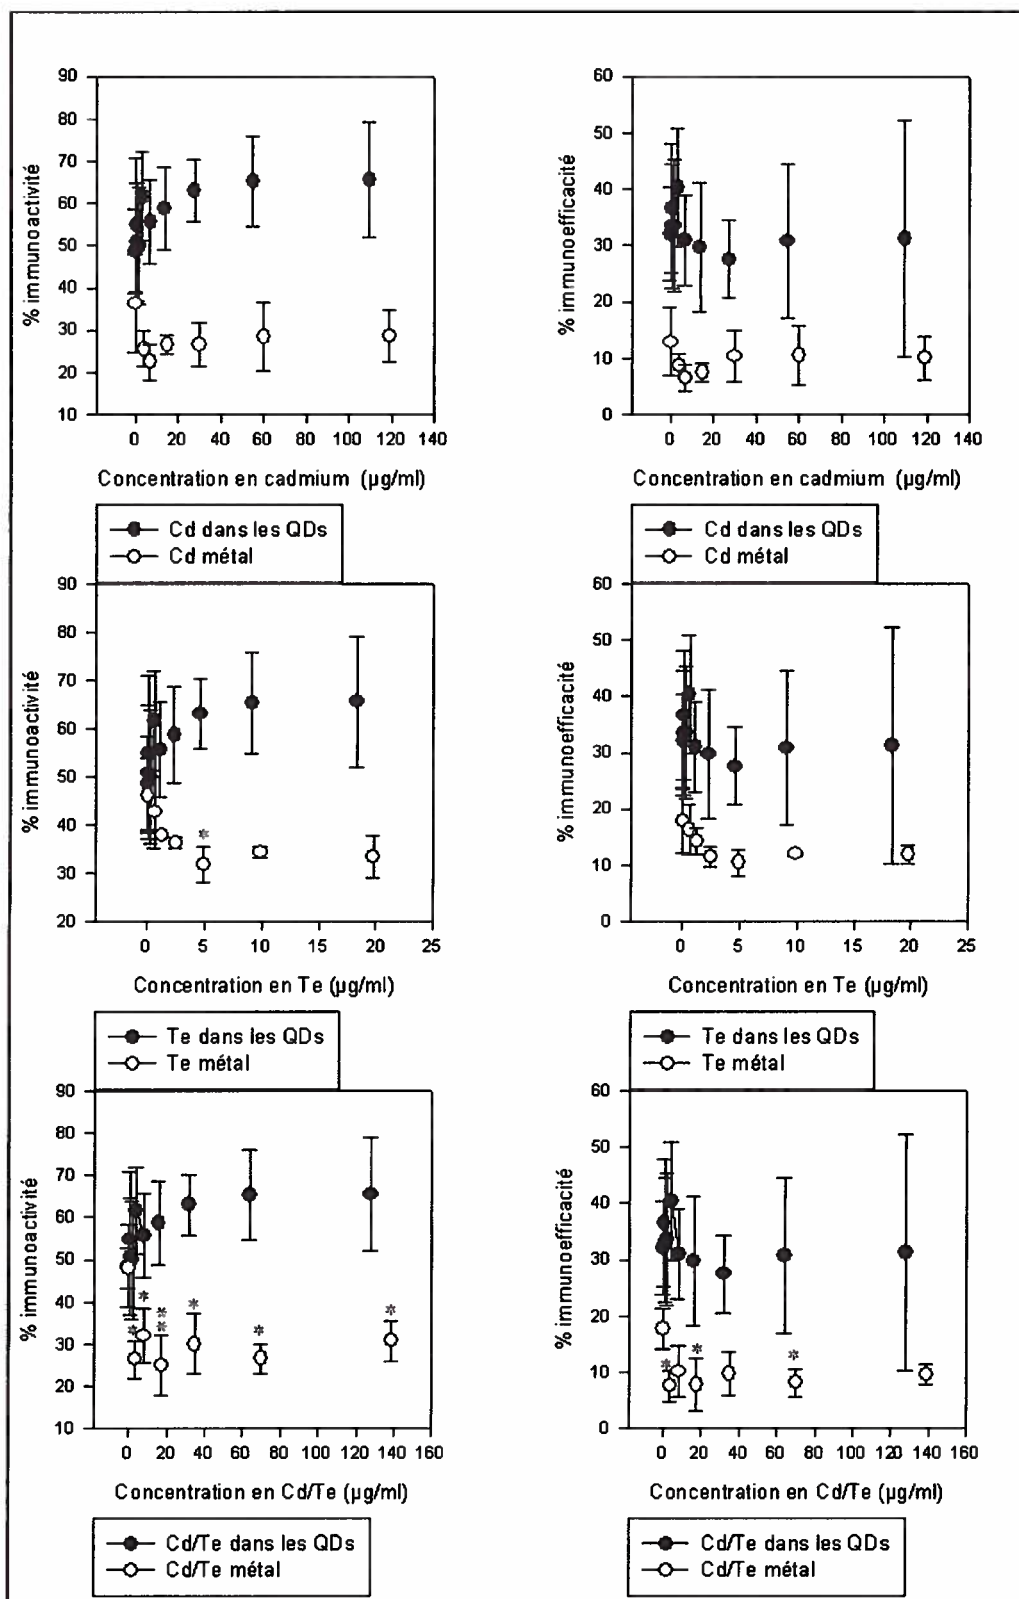 90
80
70
60
50
40
30
20
10
% immunoactivité
0 20 40 60 80 100 120 140
Concentration en cadmium (µg/ml)
Cd dans les QDs
Cd métal
60
50
40
30
20
10
0
% immunoefficacité
0 20 40 60 80 100 120 140
Concentration en cadmium (µg/ml)
Cd dans les QDs
Cd métal
90
80
70
60
50
40
30
20
% immunoactivité
*
0 5 10 15 20 25
Concentration en Te (µg/ml)
Te dans les QDs
Te métal
60
50
40
30
20
10
0
% immunoefficacité
0 5 10 15 20 25
Concentration en Te (µg/ml)
Te dans les QDs
Te métal
90
80
70
60
50
40
30
20
10
% immunoactivité
* * * * * * *
0 20 40 60 80 100 120 140 160
Concentration en Cd/Te (µg/ml)
Cd/Te dans les QDs
Cd/Te métal
60
50
40
30
20
10
0
% immunoefficacité
* * *
0 20 40 60 80 100 120 140 160
Concentration en Cd/Te (µg/ml)
Cd/Te dans les QDs
Cd/Te métal